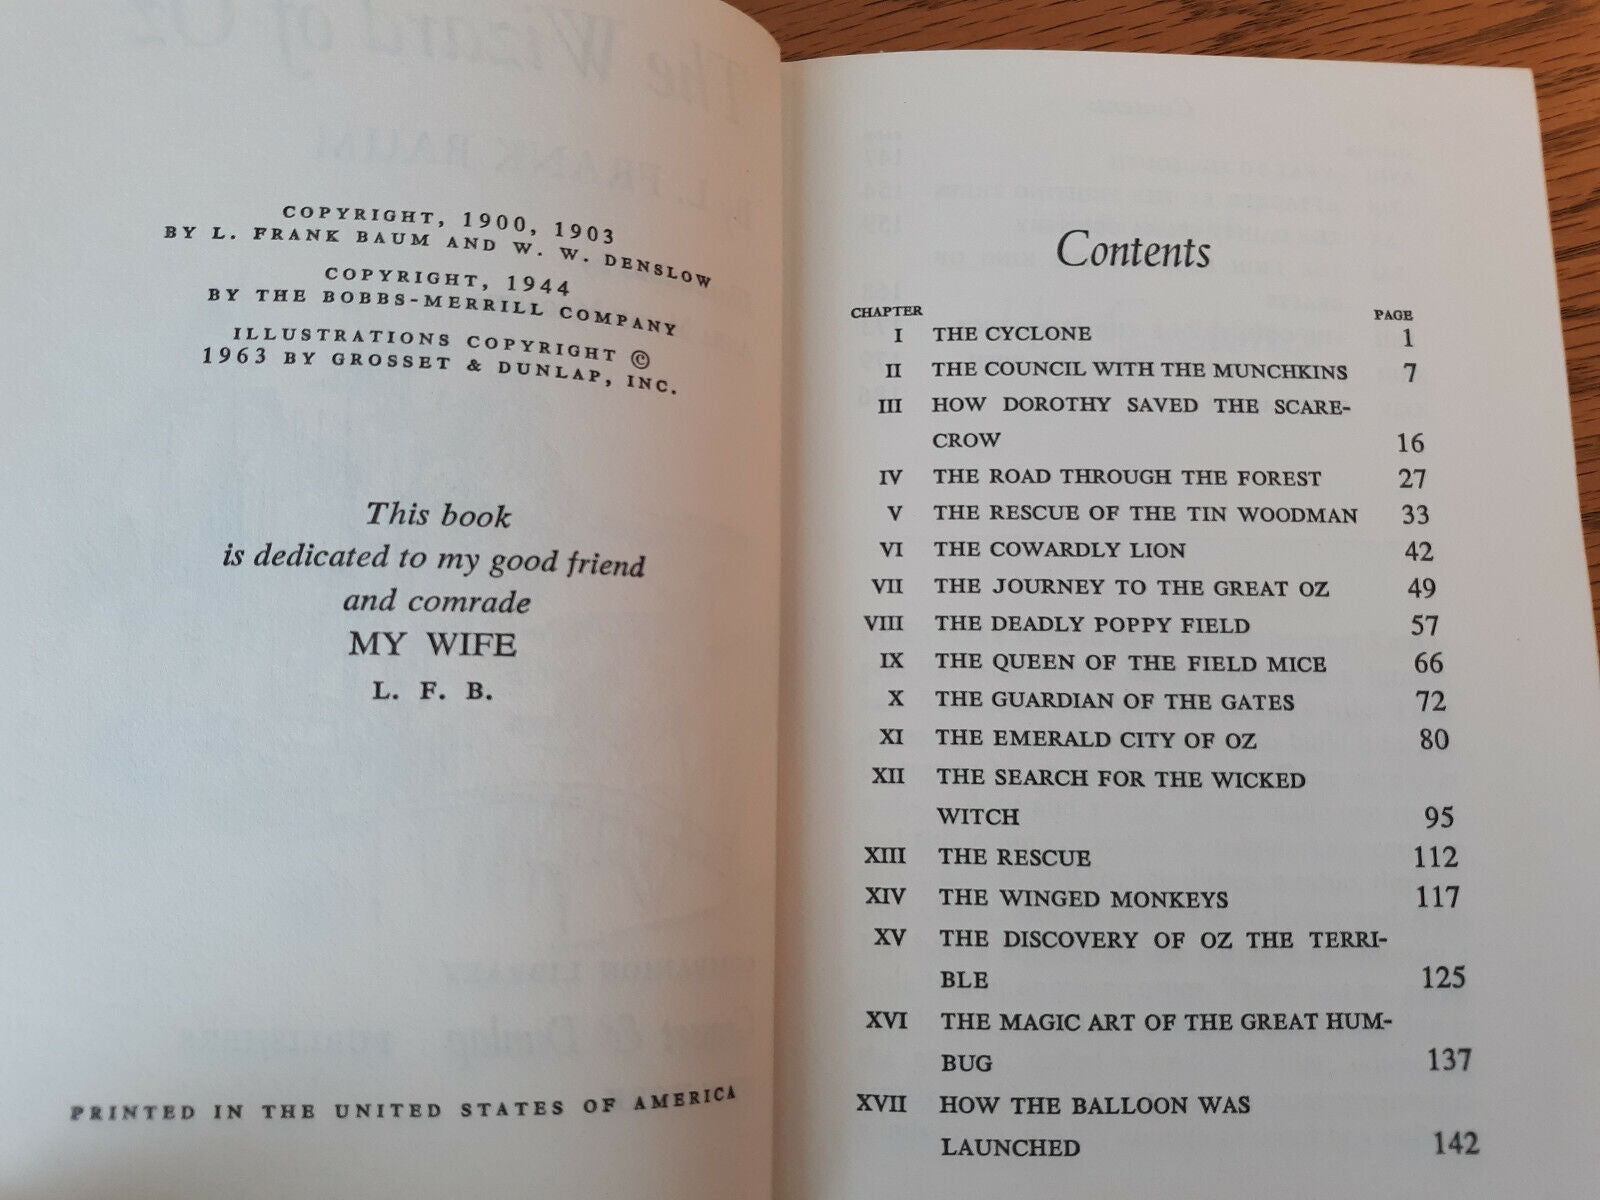 COPYRIGHT, 1900, 1903
BY L. FRANK BAUM AND W. W. DENSLOW
COPYRIGHT, 1944
BY THE BOBBS-MERRILL COMPANY
ILLUSTRATIONS COPYRIGHT ©
1963 BY GROSSET & DUNLAP, INC.
This book
is dedicated to my good friend
and comrade
MY WIFE
L. F. B.
PRINTED IN THE UNITED STATES OF AMERICA
Contents
CHAPTER PAGE
I THE CYCLONE 1
II THE COUNCIL WITH THE MUNCHKINS 7
III HOW DOROTHY SAVED THE SCARE-
CROW 16
IV THE ROAD THROUGH THE FOREST 27
V THE RESCUE OF THE TIN WOODMAN 33
VI THE COWARDLY LION 42
VII THE JOURNEY TO THE GREAT OZ 49
VIII THE DEADLY POPPY FIELD 57
IX THE QUEEN OF THE FIELD MICE 66
X THE GUARDIAN OF THE GATES 72
XI THE EMERALD CITY OF OZ 80
XII THE SEARCH FOR THE WICKED
WITCH 95
XIII THE RESCUE 112
XIV THE WINGED MONKEYS 117
XV THE DISCOVERY OF OZ THE TERRI-
BLE 125
XVI THE MAGIC ART OF THE GREAT HUM-
BUG 137
XVII HOW THE BALLOON WAS
LAUNCHED 142